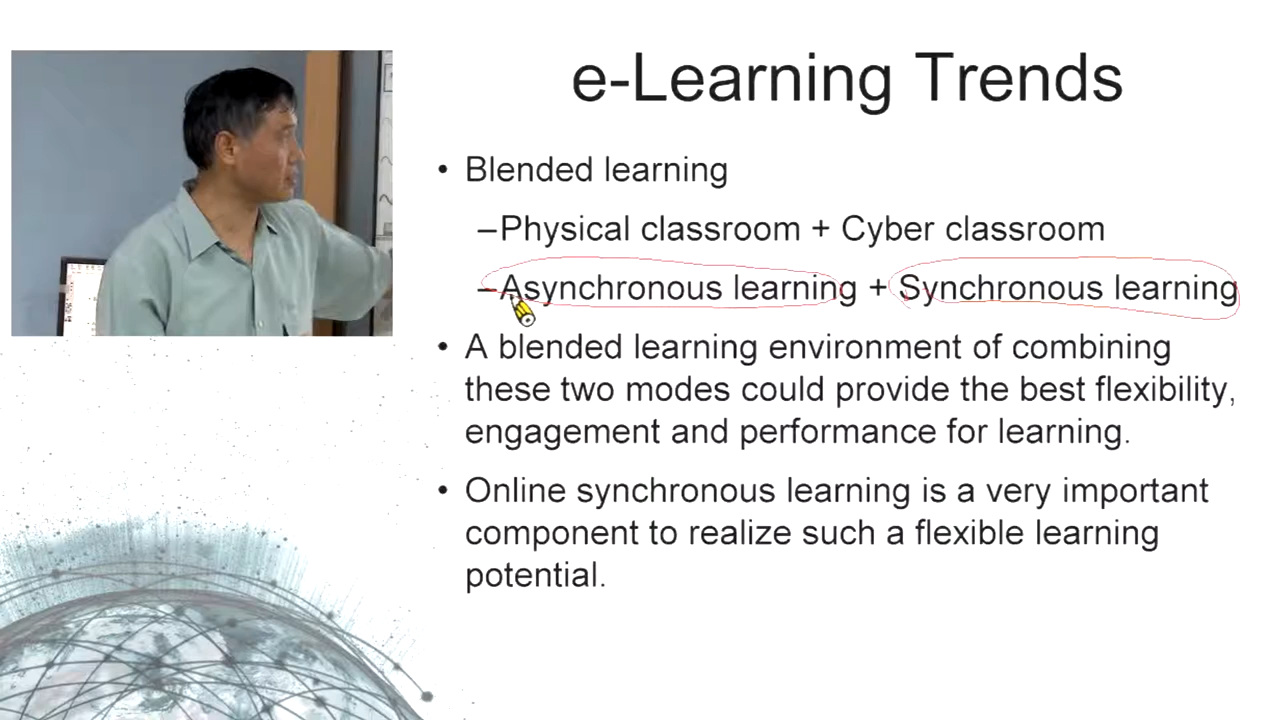 e-Learning Trends
• Blended learning
–Physical classroom + Cyber classroom
–Asynchronous learning + Synchronous learning
• A blended learning environment of combining
these two modes could provide the best flexibility,
engagement and performance for learning.
• Online synchronous learning is a very important
component to realize such a flexible learning
potential.